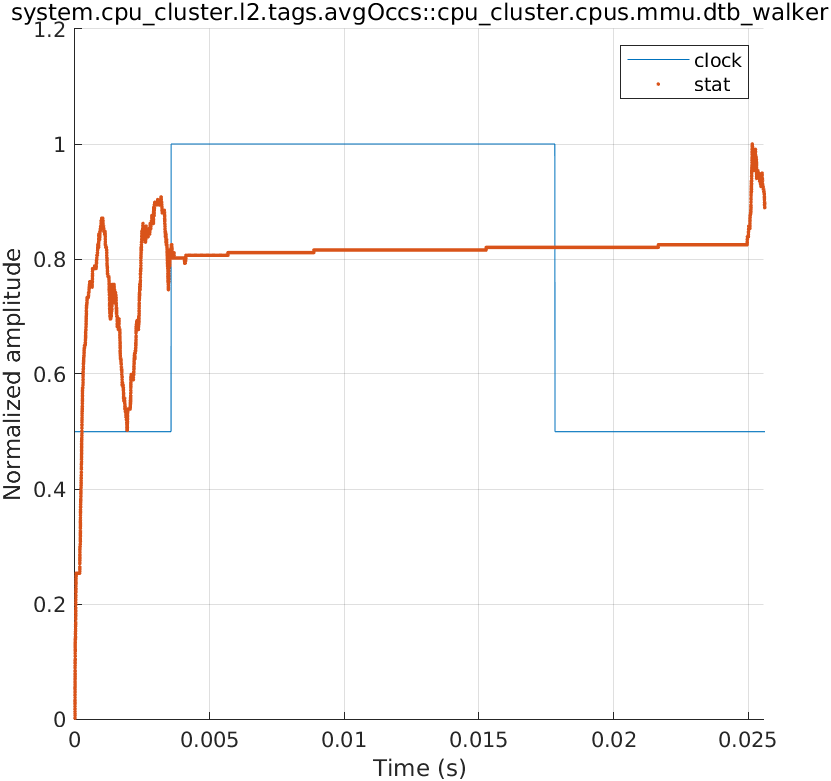 system.cpu_cluster.l2.tags.avgOccs::cpu_cluster.cpus.mmu.dtb_walker
1.2
clock
stat
1
0.8
0.6
0.4
0.2
0
Normalized amplitude
0
0.005
0.01
0.015
0.02
0.025
Time (s)